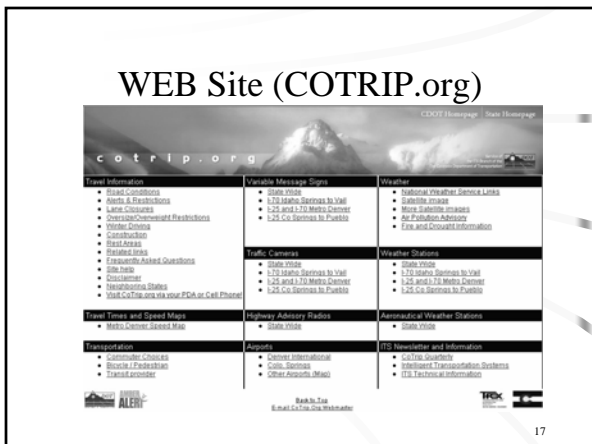 WEB Site (COTRIP.org)
CDOT Homepage | State Homepage
cotrip.org
Travel Information
Road Conditions
Alerts & Restrictions
Lane Closures
Oversize/Overweight Restrictions
Winter Driving
Construction
Rest Areas
Related links
Frequently Asked Questions
Site help
Disclaimer
Neighboring States
Visit CoTrip.org via your PDA or Cell Phone!
Variable Message Signs
State Wide
I-70 Idaho Springs to Vail
I-25 and I-70 Metro Denver
I-25 Co Springs to Pueblo
Weather
National Weather Service Links
Satellite image
More Satellite images
Air Pollution Advisory
Fire and Drought Information
Traffic Cameras
State Wide
I-70 Idaho Springs to Vail
I-25 and I-70 Metro Denver
I-25 Co Springs to Pueblo
Weather Stations
State Wide
I-70 Idaho Springs to Vail
I-25 and I-70 Metro Denver
I-25 Co Springs to Pueblo
Travel Times and Speed Maps
Metro Denver Speed Map
Highway Advisory Radios
State Wide
Aeronautical Weather Stations
State Wide
Transportation
Commuter Choices
Bicycle / Pedestrian
Transit provider
Airports
Denver International
Colo. Springs
Other Airports (Map)
ITS Newsletter and Information
CoTrip Quarterly
Intelligent Transportation Systems
ITS Technical Information
AMBER
ALERT
Back to Top
E-mail CoTrip.Org Webmaster
17